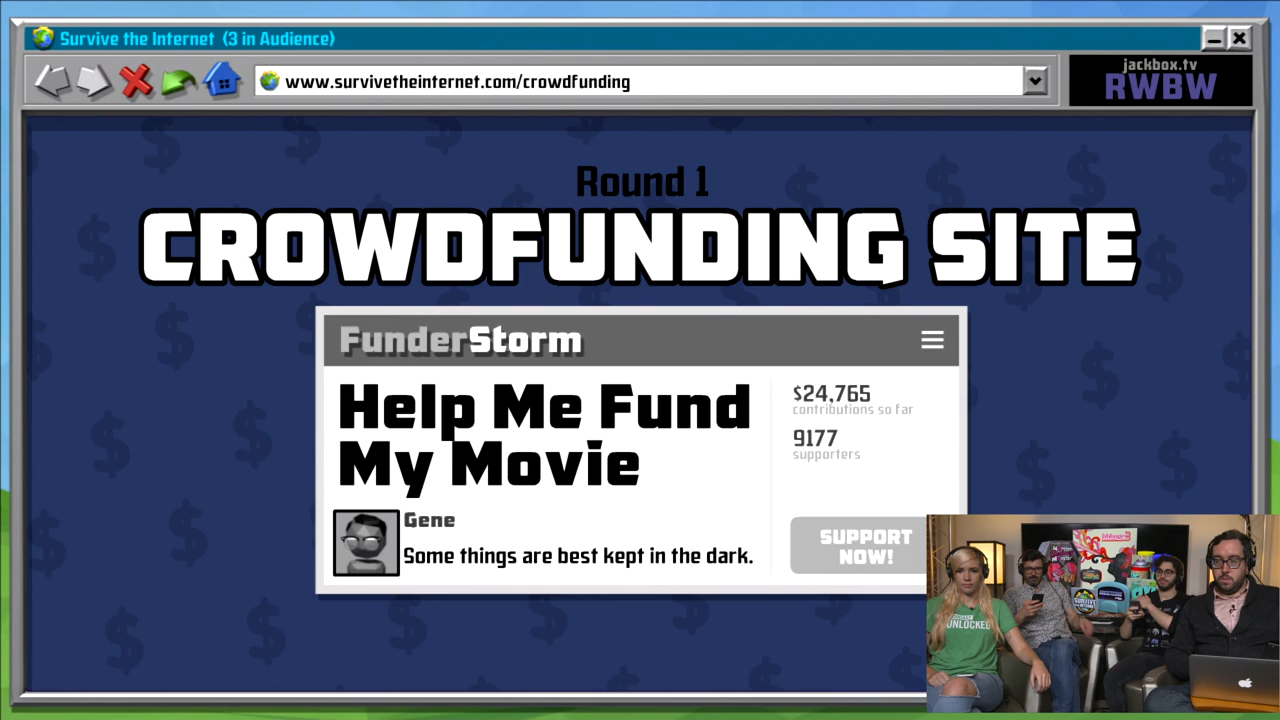 Survive the Internet (3 in Audience)
www.survivetheinternet.com/crowdfunding
jackbox.tv
RWBW
Round 1
CROWDFUNDING SITE
FunderStorm
Help Me Fund
My Movie
$24,765
contributions so far
9177
supporters
Gene
Some things are best kept in the dark.
SUPPORT
NOW!
UNLOCKED